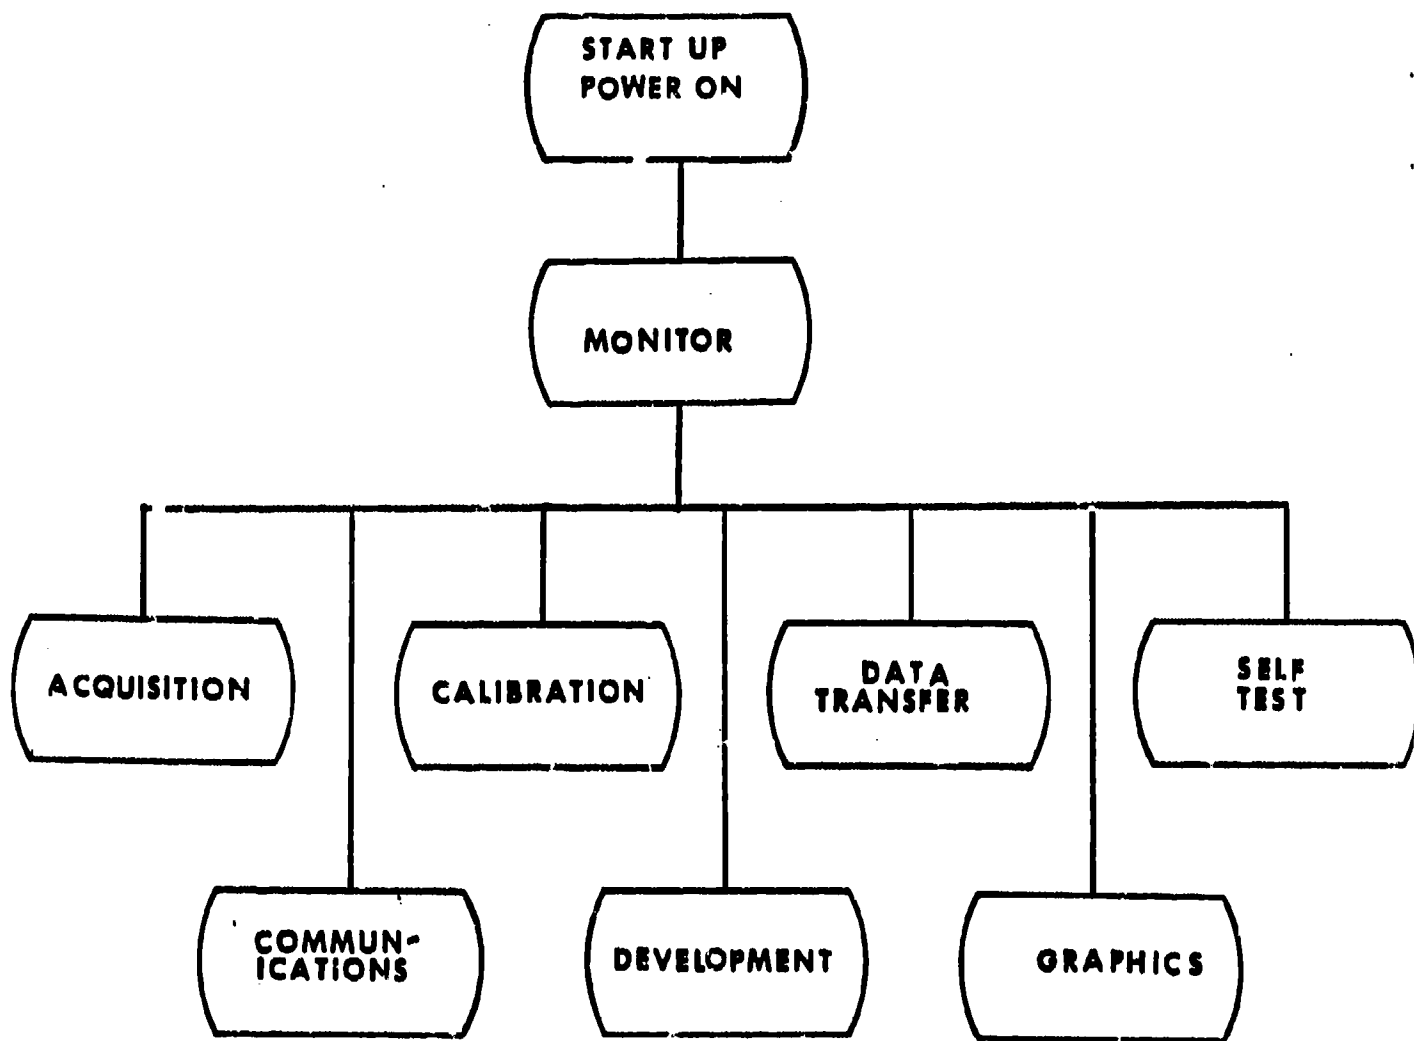 START UP
POWER ON
MONITOR
ACQUISITION
CALIBRATION
DATA
TRANSFER
SELF
TEST
COMMUN-
ICATIONS
DEVELOPMENT
GRAPHICS